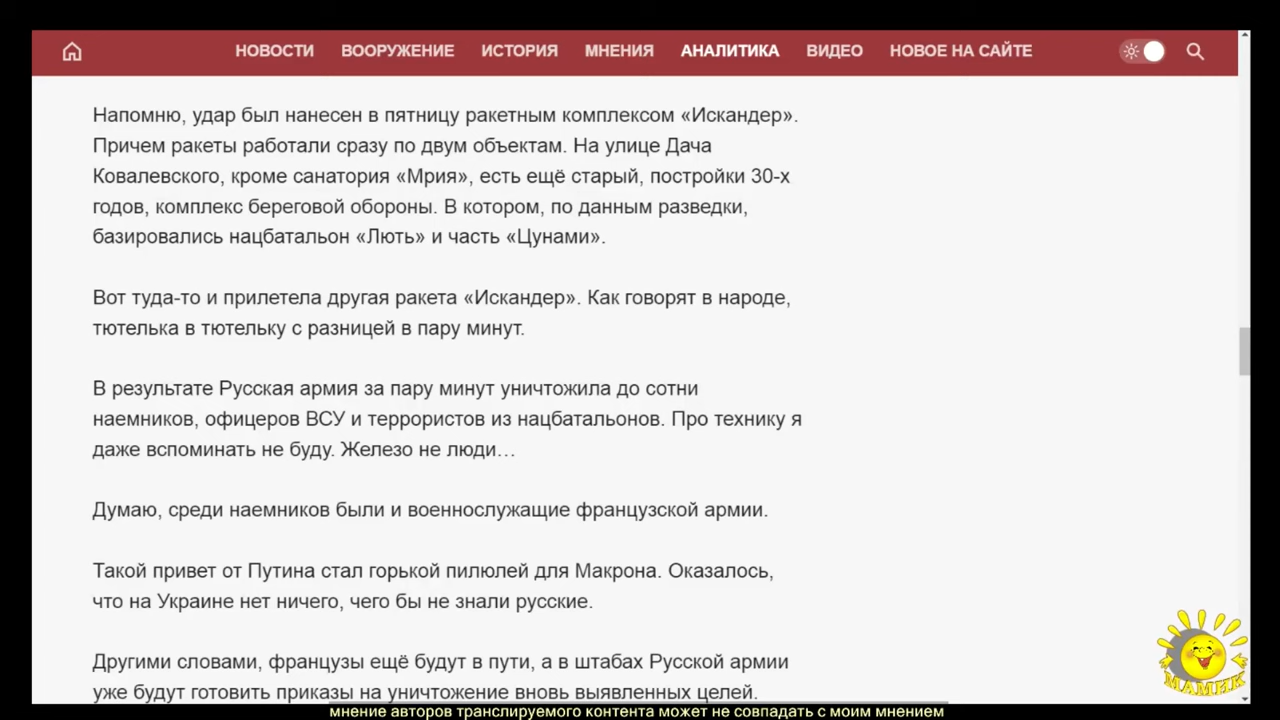 НОВОСТИ ВООРУЖЕНИЕ ИСТОРИЯ МНЕНИЯ АНАЛИТИКА ВИДЕО НОВОЕ НА САЙТЕ
Напомню, удар был нанесен в пятницу ракетным комплексом «Искандер».
Причем ракеты работали сразу по двум объектам. На улице Дача
Ковалевского, кроме санатория «Мрия», есть ещё старый, постройки 30-х
годов, комплекс береговой обороны. В котором, по данным разведки,
базировались нацбатальон «Лють» и часть «Цунами».
Вот туда-то и прилетела другая ракета «Искандер». Как говорят в народе,
тютелька в тютельку с разницей в пару минут.
В результате Русская армия за пару минут уничтожила до сотни
наемников, офицеров ВСУ и террористов из нацбатальонов. Про технику я
даже вспоминать не буду. Железо не люди…
Думаю, среди наемников были и военнослужащие французской армии.
Такой привет от Путина стал горькой пилюлей для Макрона. Оказалось,
что на Украине нет ничего, чего бы не знали русские.
Другими словами, французы ещё будут в пути, а в штабах Русской армии
уже будут готовить приказы на уничтожение вновь выявленных целей.
МАМИК
мнение авторов транслируемого контента может не совпадать с моим мнением